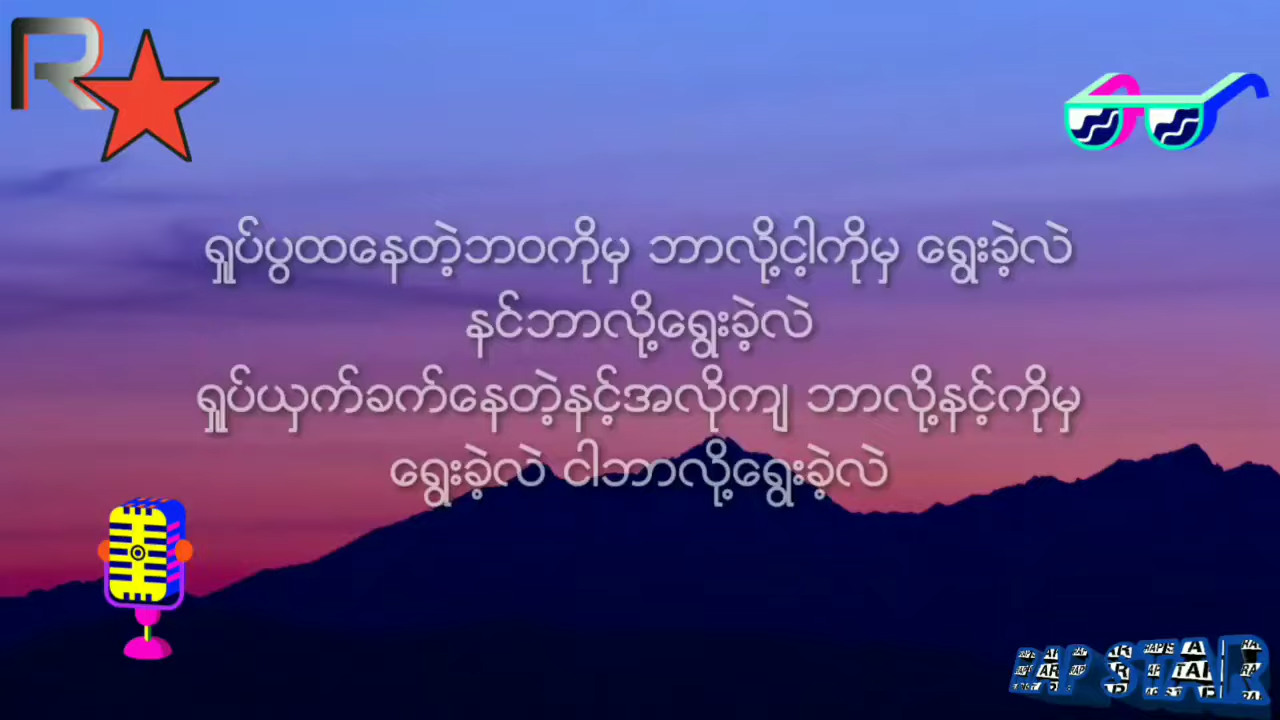 R
ရှုပ်ပွထနေတဲ့ဘဝကိုမှ ဘာလို့ငါ့ကိုမှ ရွေးခဲ့လဲ
နင်ဘာလို့ရွေးခဲ့လဲ
ရှုပ်ယှက်ခက်နေတဲ့နင့်အလိုကျ ဘာလို့နင့်ကိုမှ
ရွေးခဲ့လဲ ငါဘာလို့ရွေးခဲ့လဲ
RAP STAR